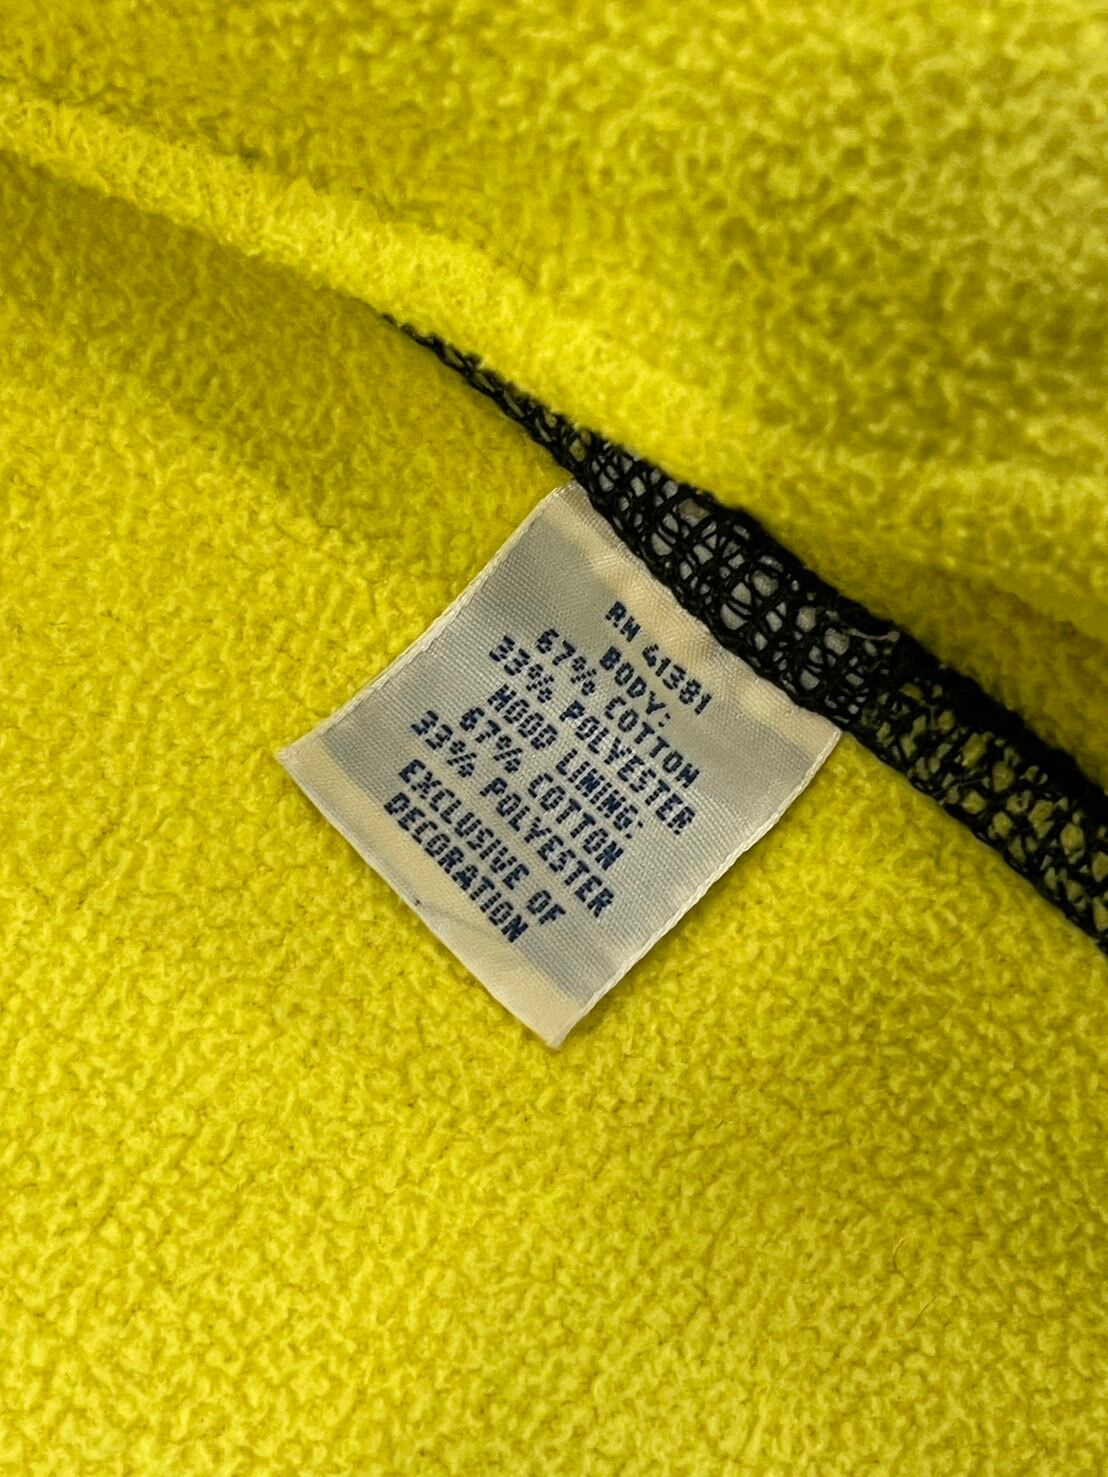 RN 41381
BODY:
67% COTTON
33% POLYESTER
HOOD LINING:
67% COTTON
33% POLYESTER
EXCLUSIVE OF
DECORATION